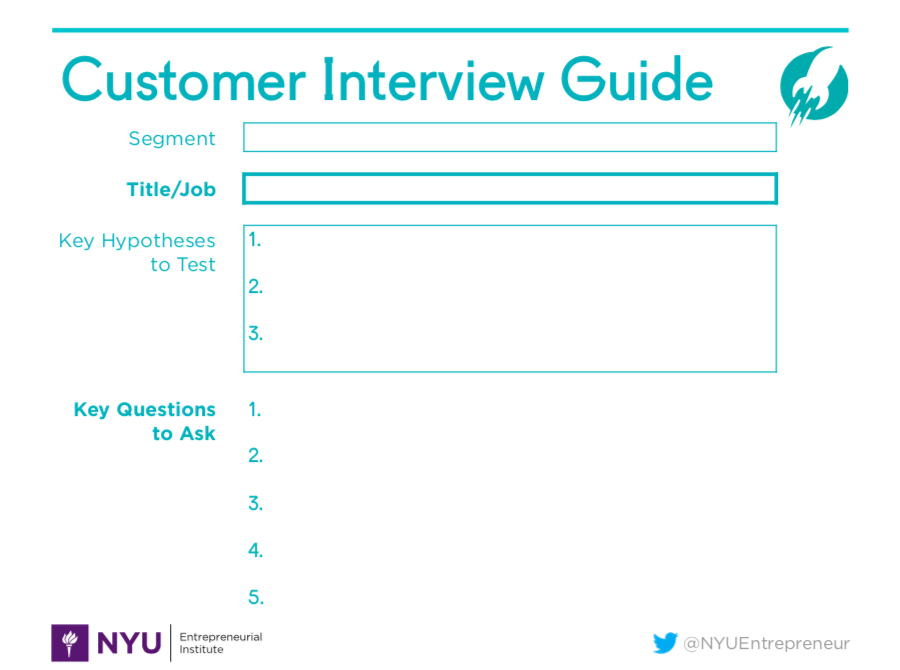 Customer Interview Guide
Segment
Title/Job
Key Hypotheses
to Test
1.
2.
3.
Key Questions
to Ask
1.
2.
3.
4.
5.
NYU
Entrepreneurial
Institute
@NYUEntrepreneur